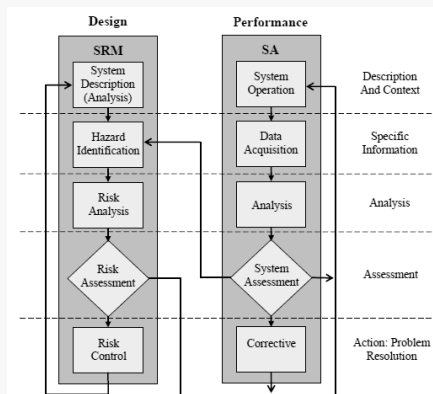 Design
Performance
SRM
SA
System
Description
(Analysis)
System
Operation
Description
And Context
Hazard
Identification
Data
Acquisition
Specific
Information
Risk
Analysis
Analysis
Analysis
Risk
Assessment
System
Assessment
Assessment
Risk
Control
Corrective
Action: Problem
Resolution